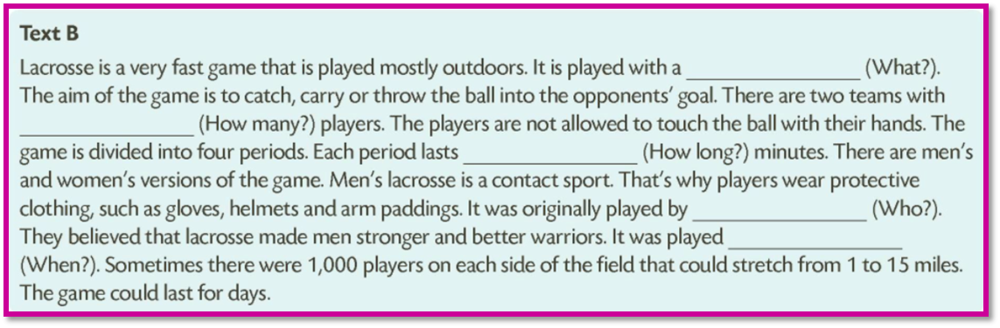 Text B
Lacrosse is a very fast game that is played mostly outdoors. It is played with a ____________________ (What?).
The aim of the game is to catch, carry or throw the ball into the opponents' goal. There are two teams with
____________________ (How many?) players. The players are not allowed to touch the ball with their hands. The
game is divided into four periods. Each period lasts ____________________ (How long?) minutes. There are men's
and women's versions of the game. Men's lacrosse is a contact sport. That's why players wear protective
clothing, such as gloves, helmets and arm paddings. It was originally played by ____________________ (Who?).
They believed that lacrosse made men stronger and better warriors. It was played ____________________
(When?). Sometimes there were 1,000 players on each side of the field that could stretch from 1 to 15 miles.
The game could last for days.